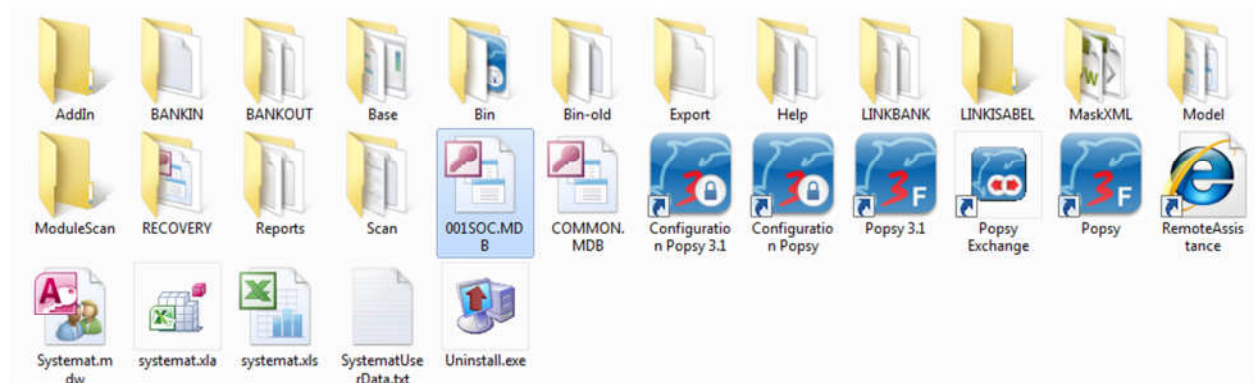 AddIn BANKIN BANKOUT Base Bin Bin-old Export Help LINKBANK LINKISABEL MaskXML Model
ModuleScan RECOVERY Reports Scan 001SOC.MD COMMON. Configuratio Configuratio Popsy 3.1 Popsy Popsy RemoteAssis
B MDB n Popsy 3.1 n Popsy Exchange tance
Systemat.m systemat.xla systemat.xls SystematUse Uninstall.exe
dw rData.txt